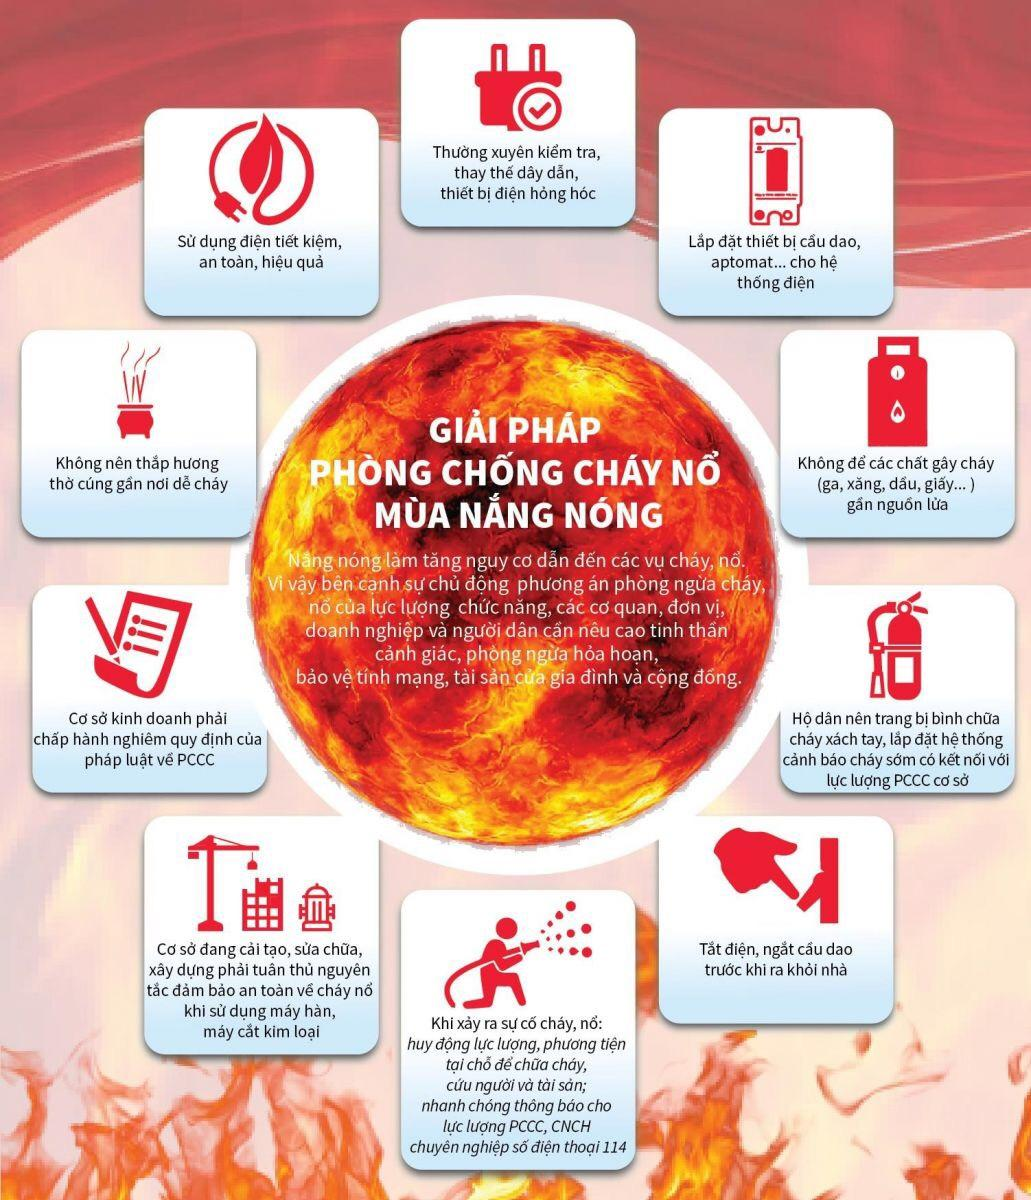 GIẢI PHÁP
PHÒNG CHỐNG CHÁY NỔ
MÙA NẮNG NÓNG
Nắng nóng làm tăng nguy cơ dẫn đến các vụ cháy, nổ.
Vì vậy bên cạnh sự chủ động phương án phòng ngừa cháy,
nổ của lực lượng chức năng, các cơ quan, đơn vị,
doanh nghiệp và người dân cần nêu cao tinh thần
cảnh giác, phòng ngừa hỏa hoạn,
bảo vệ tính mạng, tài sản của gia đình và cộng đồng.
Thường xuyên kiểm tra,
thay thế dây dẫn,
thiết bị điện hỏng hóc
Lắp đặt thiết bị cầu dao,
aptomat... cho hệ
thống điện
Không để các chất gây cháy
(ga, xăng, dầu, giấy... )
gần nguồn lửa
Hộ dân nên trang bị bình chữa
cháy xách tay, lắp đặt hệ thống
cảnh báo cháy sớm có kết nối với
lực lượng PCCC cơ sở
Tắt điện, ngắt cầu dao
trước khi ra khỏi nhà
Khi xảy ra sự cố cháy, nổ:
huy động lực lượng, phương tiện
tại chỗ để chữa cháy,
cứu người và tài sản;
nhanh chóng thông báo cho
lực lượng PCCC, CNCH
chuyên nghiệp số điện thoại 114
Cơ sở đang cải tạo, sửa chữa,
xây dựng phải tuân thủ nguyên
tắc đảm bảo an toàn về cháy nổ
khi sử dụng máy hàn,
máy cắt kim loại
Cơ sở kinh doanh phải
chấp hành nghiêm quy định của
pháp luật về PCCC
Không nên thắp hương
thờ cúng gần nơi dễ cháy
Sử dụng điện tiết kiệm,
an toàn, hiệu quả